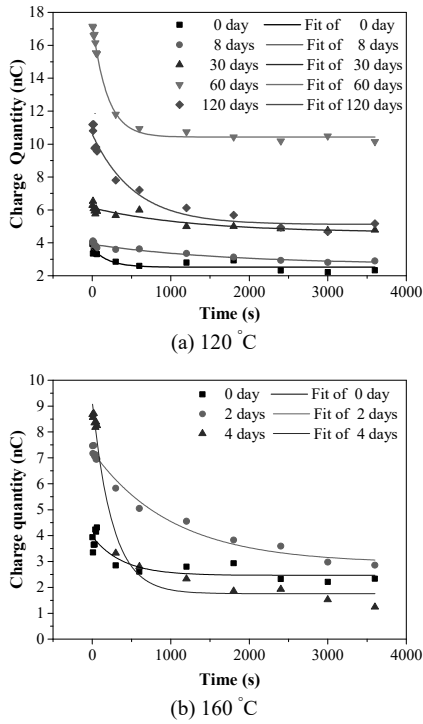 18
16
14
12
10
8
6
4
2
Charge Quantity (nC)
0 day Fit of 0 day
8 days Fit of 8 days
30 days Fit of 30 days
60 days Fit of 60 days
120 days Fit of 120 days
0 1000 2000 3000 4000
Time (s)
(a) 120 °C
10
9
8
7
6
5
4
3
2
1
0
Charge quantity (nC)
0 day Fit of 0 day
2 days Fit of 2 days
4 days Fit of 4 days
0 1000 2000 3000 4000
Time (s)
(b) 160 °C